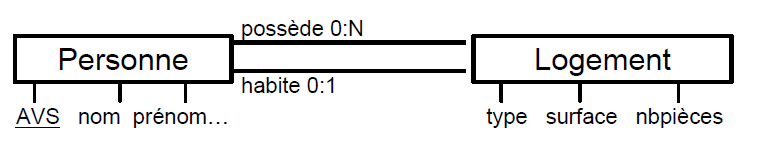 possède 0:N
Personne
Logement
habite 0:1
AVS nom prénom...
type surface nbpièces